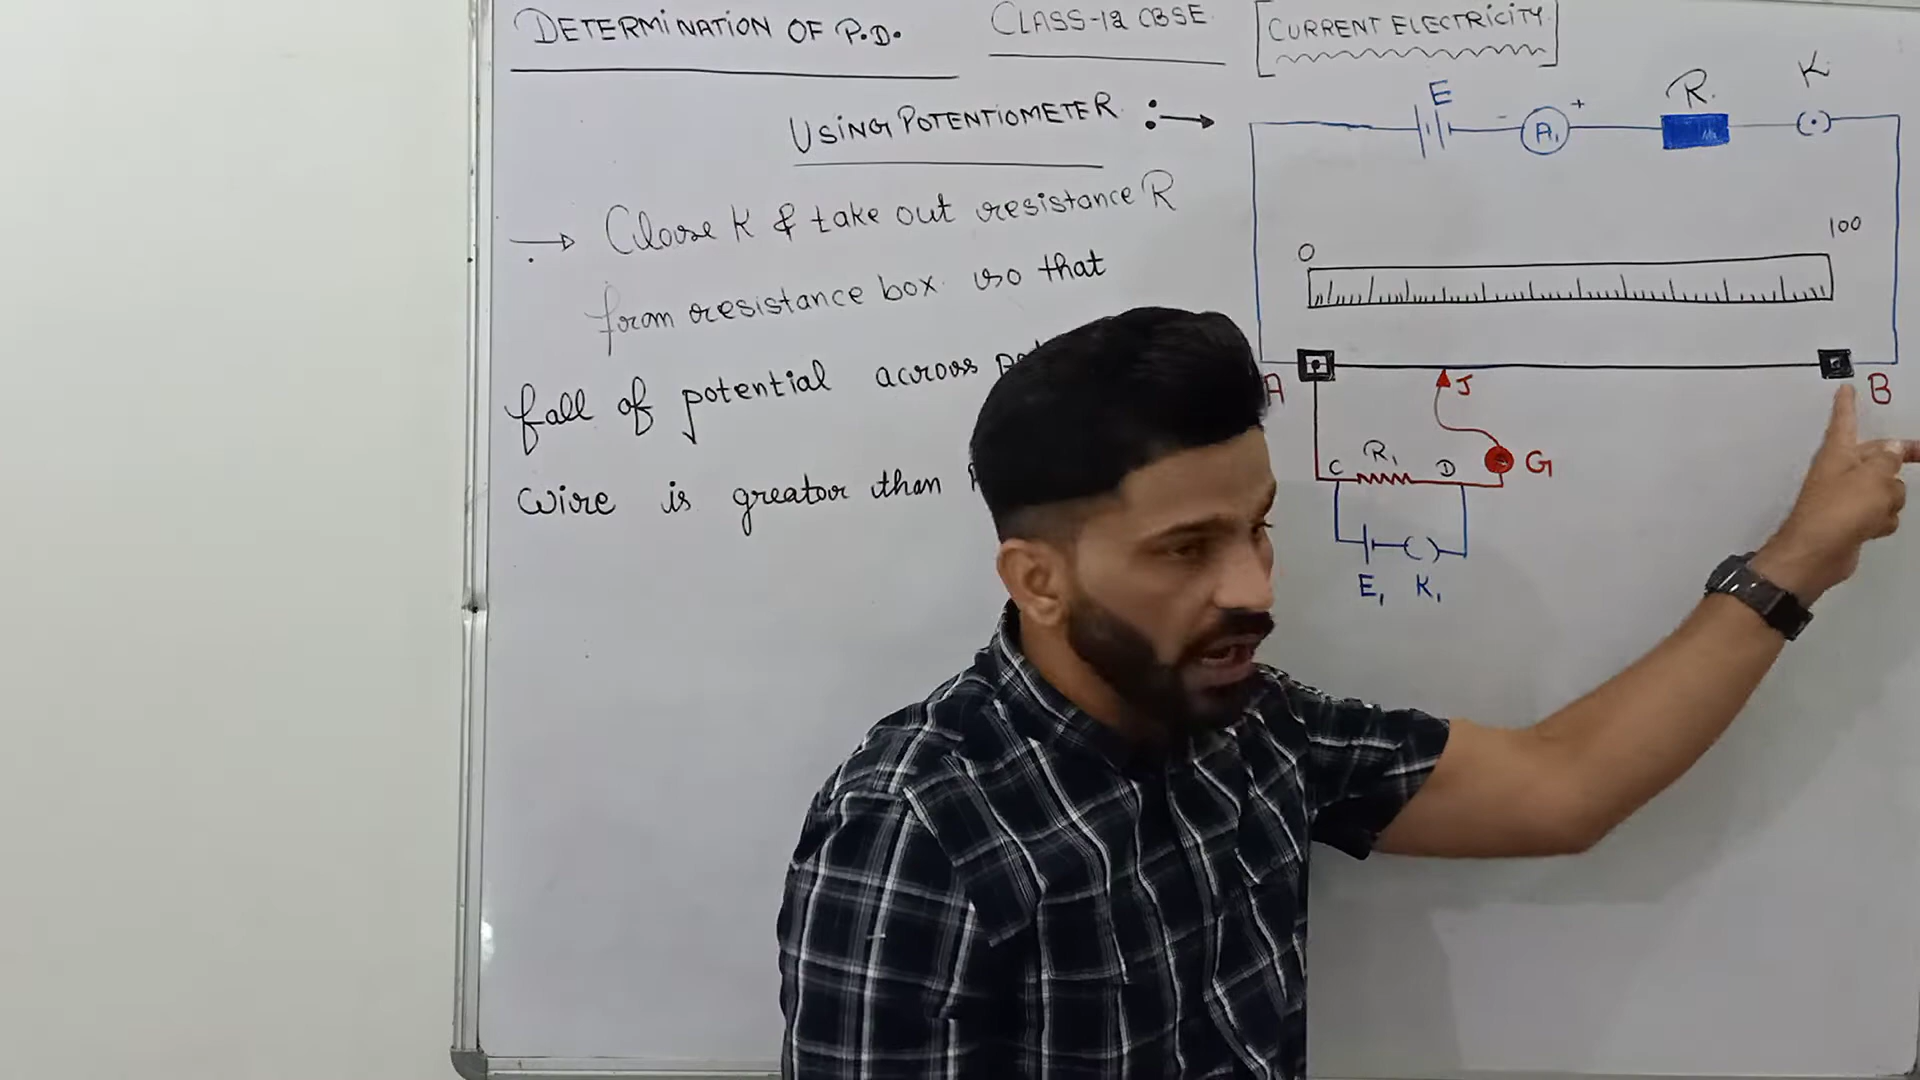 DETERMINATION OF P.D.
CLASS-12 CBSE
CURRENT ELECTRICITY
USING POTENTIOMETER :→
→ Close K & take out resistance R
from resistance box so that
fall of potential across
wire is greater than
E
- A₁ +
R
K
0
100
A
J
B
C R₁ D
G
E₁ K₁